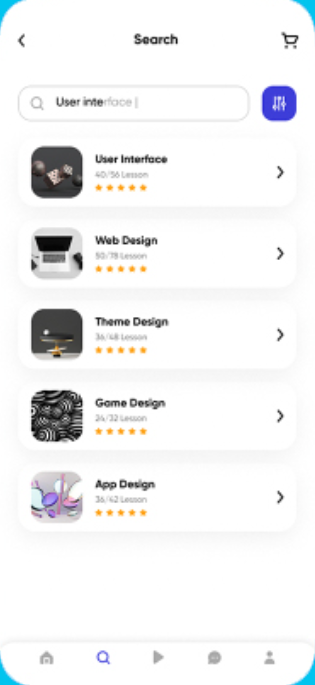 Search
User interface |
User Interface
40/56 Lesson
Web Design
50/78 Lesson
Theme Design
36/48 Lesson
Game Design
24/32 Lesson
App Design
36/42 Lesson